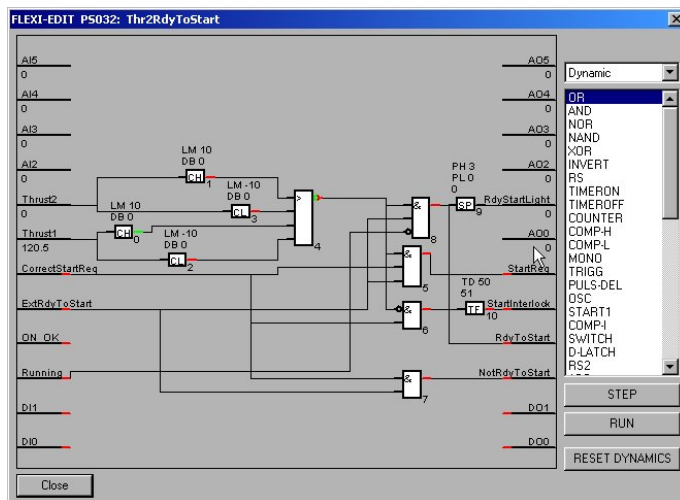 FLEXI-EDIT PS032: Thr2RdyToStart
AI5
0
AI4
0
AI3
0
AI2
0
Thrust2
0
Thrust1
120.5
CorrectStartReq
ExtRdyToStart
ON_OK
Running
DI1
DI0
LM 10
DB 0
CH
1
LM -10
DB 0
CL
3
LM 10
DB 0
CH
0
LM -10
DB 0
CL
2
>
4
&
8
&
5
&
6
&
7
PH 3
PL 0
0
SP
9
TD 50
51
TF
10
AO5
0
AO4
0
AO3
0
AO2
0
RdyStartLight
0
AO0
0
StartReq
StartInterlock
RdyToStart
NotRdyToStart
DO1
DO0
Close
Dynamic
OR
AND
NOR
NAND
XOR
INVERT
RS
TIMERON
TIMEROFF
COUNTER
COMP-H
COMP-L
MONO
TRIGG
PULS-DEL
OSC
START1
COMP-I
SWITCH
D-LATCH
RS2
STEP
RUN
RESET DYNAMICS